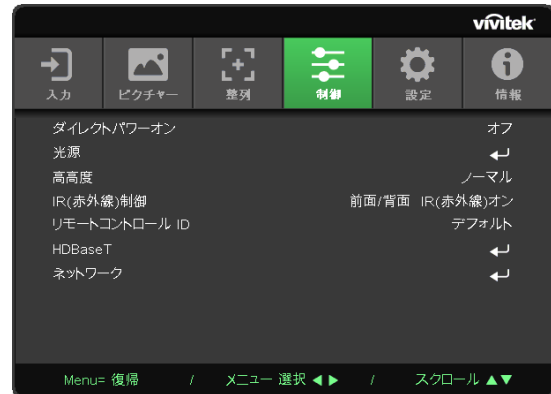 vivitek
入力 ピクチャー 整列 制御 設定 情報
ダイレクトパワーオン オフ
光源
高高度 ノーマル
IR(赤外線)制御 前面/背面 IR(赤外線)オン
リモートコントロール ID デフォルト
HDBaseT
ネットワーク
Menu= 復帰 / メニュー 選択 ◀ ▶ / スクロール ▲▼